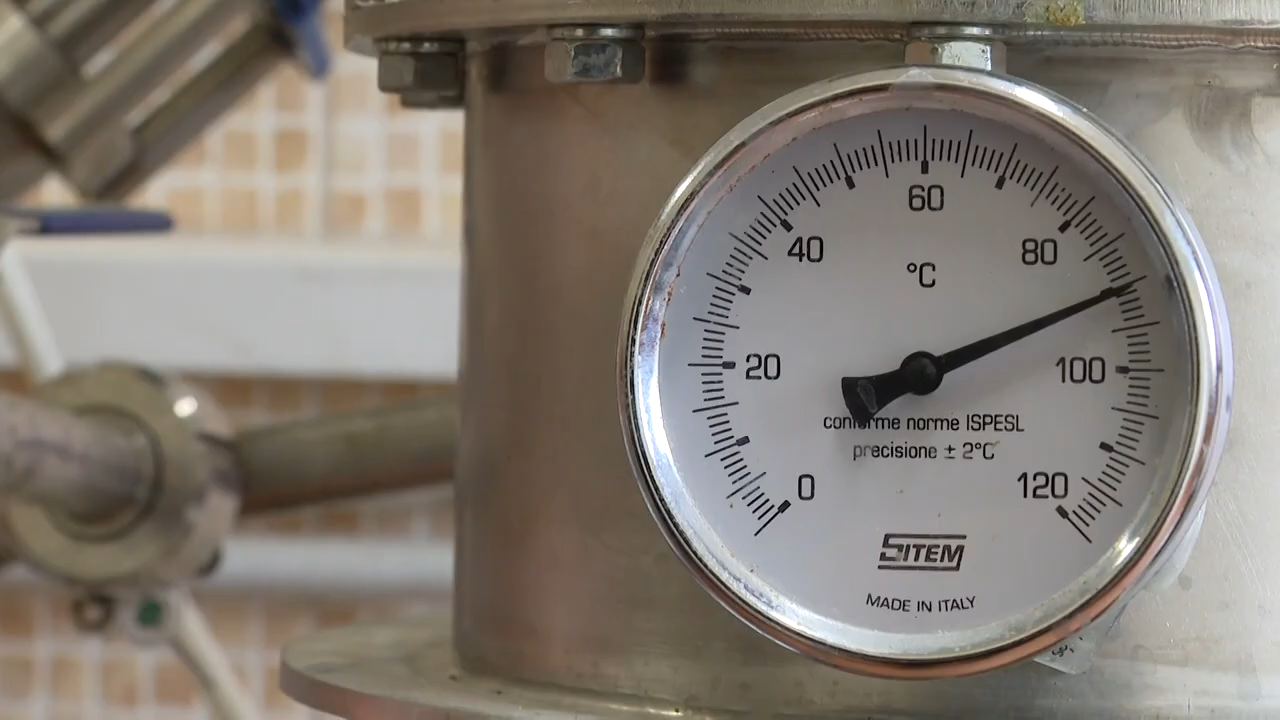 60
40
80
°C
20
100
conforme norme ISPESL
precisione ± 2°C
0
120
SITEM
MADE IN ITALY